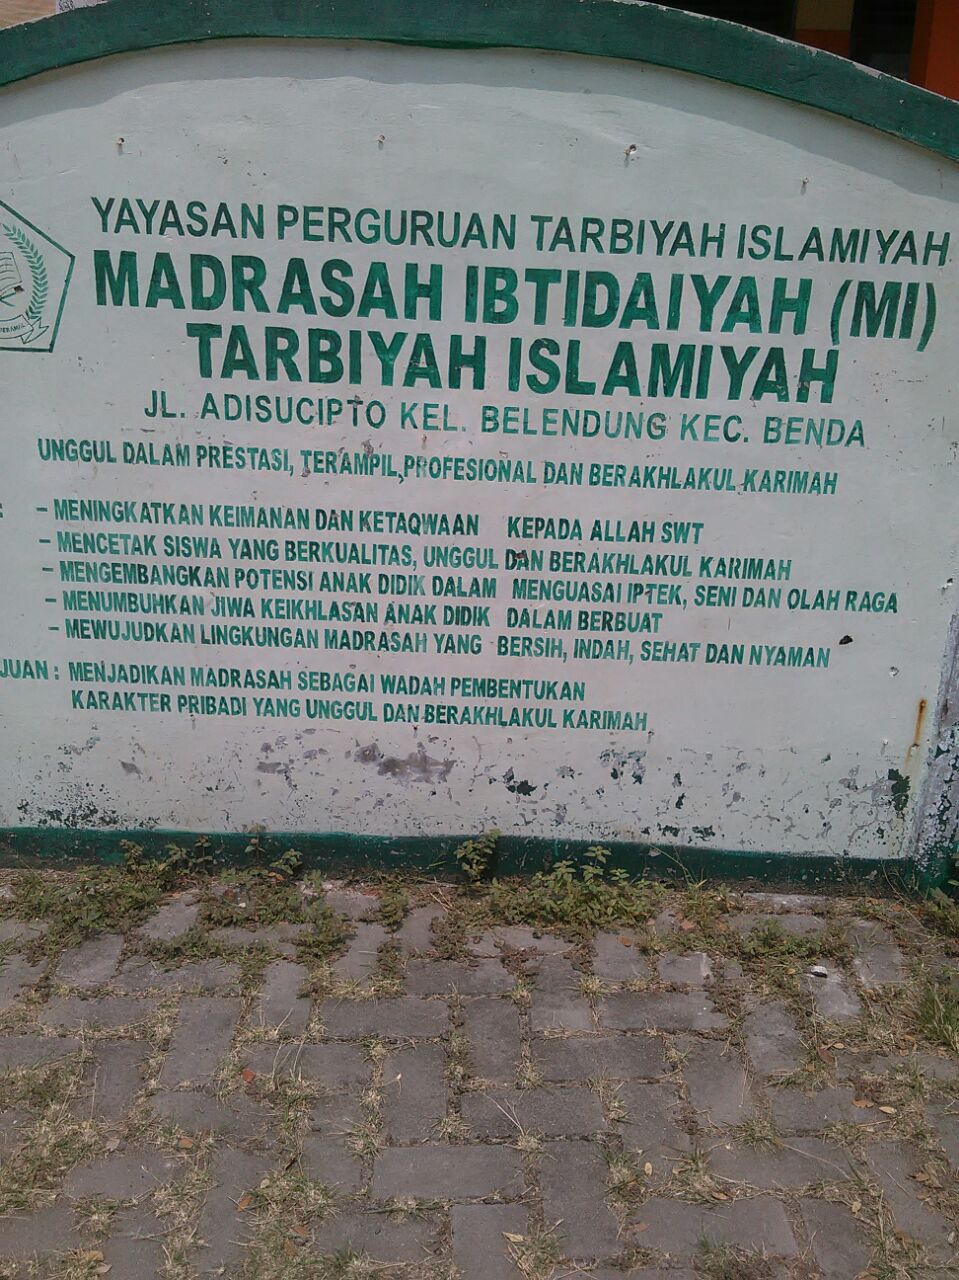 YAYASAN PERGURUAN TARBIYAH ISLAMIYAH
MADRASAH IBTIDAIYAH (MI)
TARBIYAH ISLAMIYAH
JL. ADISUCIPTO KEL. BELENDUNG KEC. BENDA
UNGGUL DALAM PRESTASI, TERAMPIL,PROFESIONAL DAN BERAKHLAKUL KARIMAH
: - MENINGKATKAN KEIMANAN DAN KETAQWAAN KEPADA ALLAH SWT
- MENCETAK SISWA YANG BERKUALITAS, UNGGUL DAN BERAKHLAKUL KARIMAH
- MENGEMBANGKAN POTENSI ANAK DIDIK DALAM MENGUASAI IPTEK, SENI DAN OLAH RAGA
- MENUMBUHKAN JIWA KEIKHLASAN ANAK DIDIK DALAM BERBUAT
- MEWUJUDKAN LINGKUNGAN MADRASAH YANG BERSIH, INDAH, SEHAT DAN NYAMAN
JUAN : MENJADIKAN MADRASAH SEBAGAI WADAH PEMBENTUKAN
KARAKTER PRIBADI YANG UNGGUL DAN BERAKHLAKUL KARIMAH